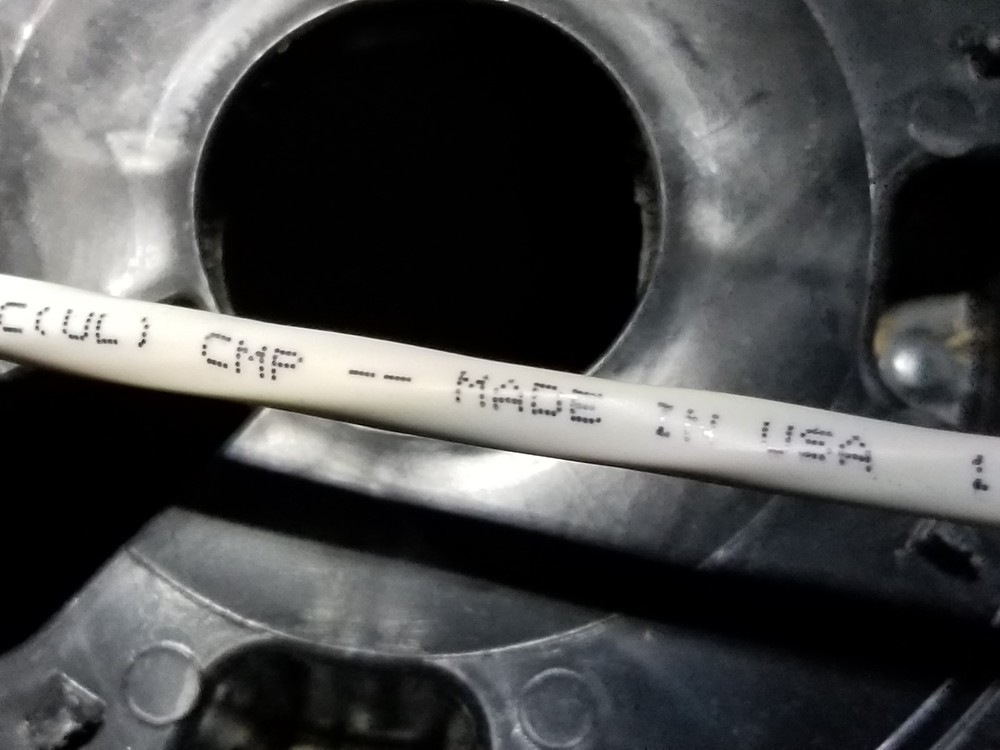 C(UL) CMP -- MADE IN USA